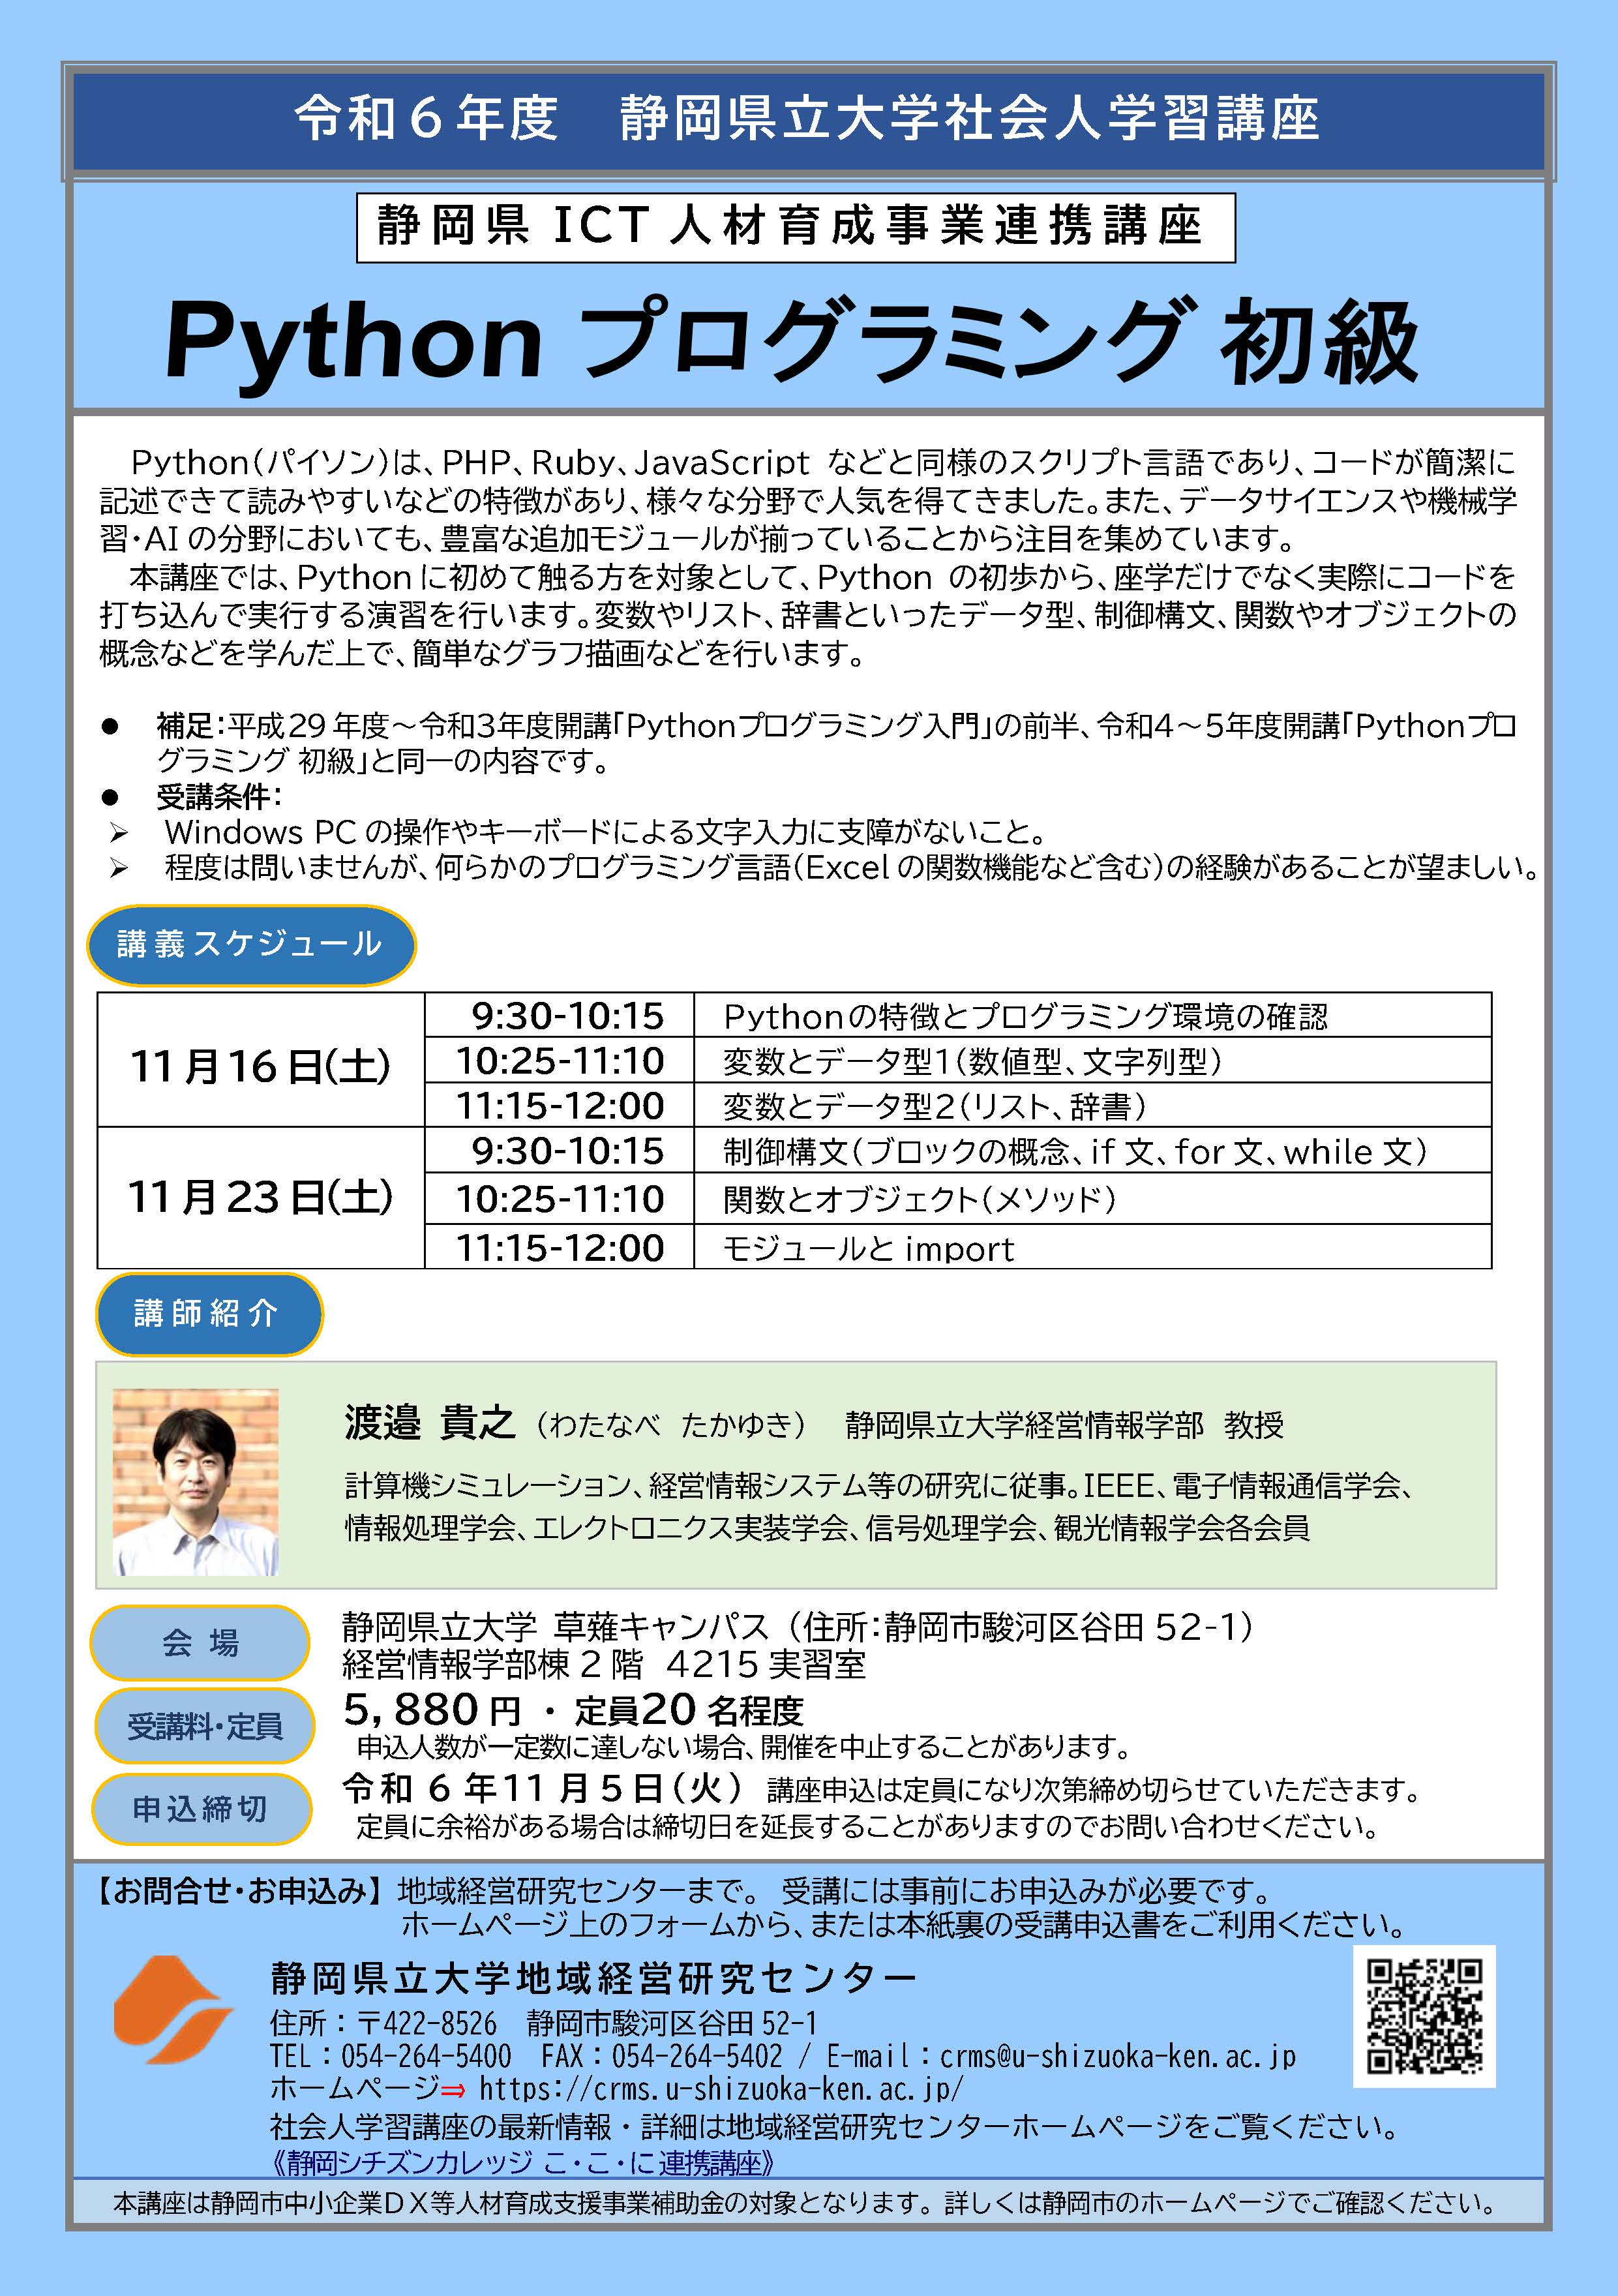 令和6年度 静岡県立大学社会人学習講座
静岡県 ICT 人材育成事業連携講座
Python プログラミング 初級
Python(パイソン)は、PHP、Ruby、JavaScript などと同様のスクリプト言語であり、コードが簡潔に
記述できて読みやすいなどの特徴があり、様々な分野で人気を得てきました。また、データサイエンスや機械学
習・AI の分野においても、豊富な追加モジュールが揃っていることから注目を集めています。
本講座では、Python に初めて触る方を対象として、Python の初歩から、座学だけでなく実際にコードを
打ち込んで実行する演習を行います。変数やリスト、辞書といったデータ型、制御構文、関数やオブジェクトの
概念などを学んだ上で、簡単なグラフ描画などを行います。
● 補足:平成29年度～令和3年度開講「Pythonプログラミング入門」の前半、令和4～5年度開講「Pythonプロ
グラミング 初級」と同一の内容です。
● 受講条件:
➢ Windows PC の操作やキーボードによる文字入力に支障がないこと。
➢ 程度は問いませんが、何らかのプログラミング言語(Excel の関数機能など含む)の経験があることが望ましい。
講義スケジュール
11月16日(土)
9:30-10:15 Pythonの特徴とプログラミング環境の確認
10:25-11:10 変数とデータ型1(数値型、文字列型)
11:15-12:00 変数とデータ型2(リスト、辞書)
11月23日(土)
9:30-10:15 制御構文(ブロックの概念、if 文、for 文、while 文)
10:25-11:10 関数とオブジェクト(メソッド)
11:15-12:00 モジュールと import
講師紹介
渡邉 貴之 (わたなべ たかゆき) 静岡県立大学経営情報学部 教授
計算機シミュレーション、経営情報システム等の研究に従事。IEEE、電子情報通信学会、
情報処理学会、エレクトロニクス実装学会、信号処理学会、観光情報学会各会員
会場
静岡県立大学 草薙キャンパス (住所:静岡市駿河区谷田 52-1)
経営情報学部棟 2 階 4215 実習室
受講料・定員
5,880 円 ・ 定員20 名程度
申込人数が一定数に達しない場合、開催を中止することがあります。
申込締切
令和 6 年11 月 5 日(火) 講座申込は定員になり次第締め切らせていただきます。
定員に余裕がある場合は締切日を延長することがありますのでお問い合わせください。
【お問合せ・お申込み】地域経営研究センターまで。 受講には事前にお申込みが必要です。
ホームページ上のフォームから、または本紙裏の受講申込書をご利用ください。
静岡県立大学地域経営研究センター
住所:〒422-8526 静岡市駿河区谷田 52-1
TEL:054-264-5400 FAX:054-264-5402 / E-mail:crms@u-shizuoka-ken.ac.jp
ホームページ⇒ https://crms.u-shizuoka-ken.ac.jp/
社会人学習講座の最新情報・詳細は地域経営研究センターホームページをご覧ください。
《静岡シチズンカレッジ こ・こ・に 連携講座》
本講座は静岡市中小企業DX等人材育成支援事業補助金の対象となります。詳しくは静岡市のホームページでご確認ください。